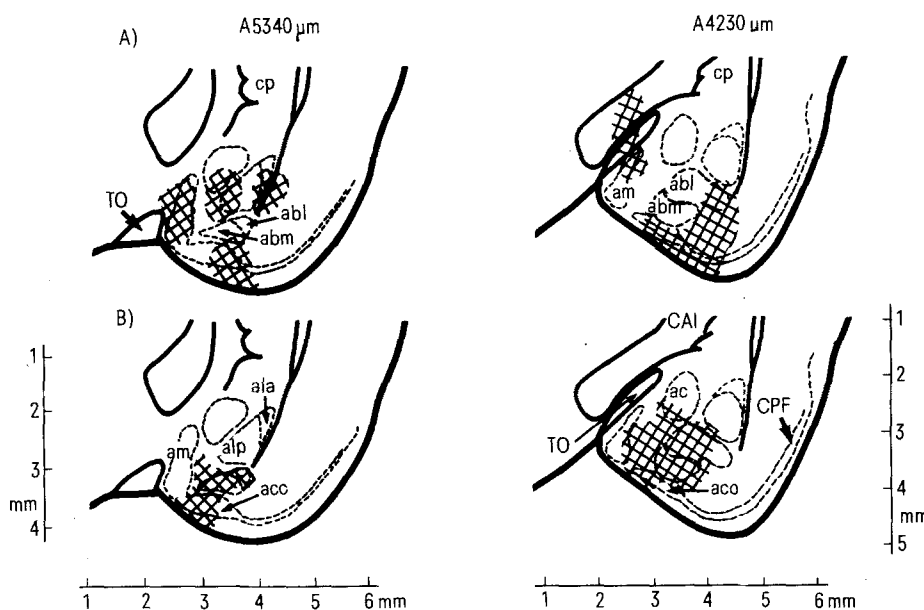 A5340 µm
A4230 µm
A)
cp
cp
TO
abl
abm
am
abl
abm
B)
CAI
1
2
3
mm
4
ala
am
alp
acc
ac
CPF
TO
aco
1
2
3
4
mm
5
1 2 3 4 5 6 mm
1 2 3 4 5 6 mm